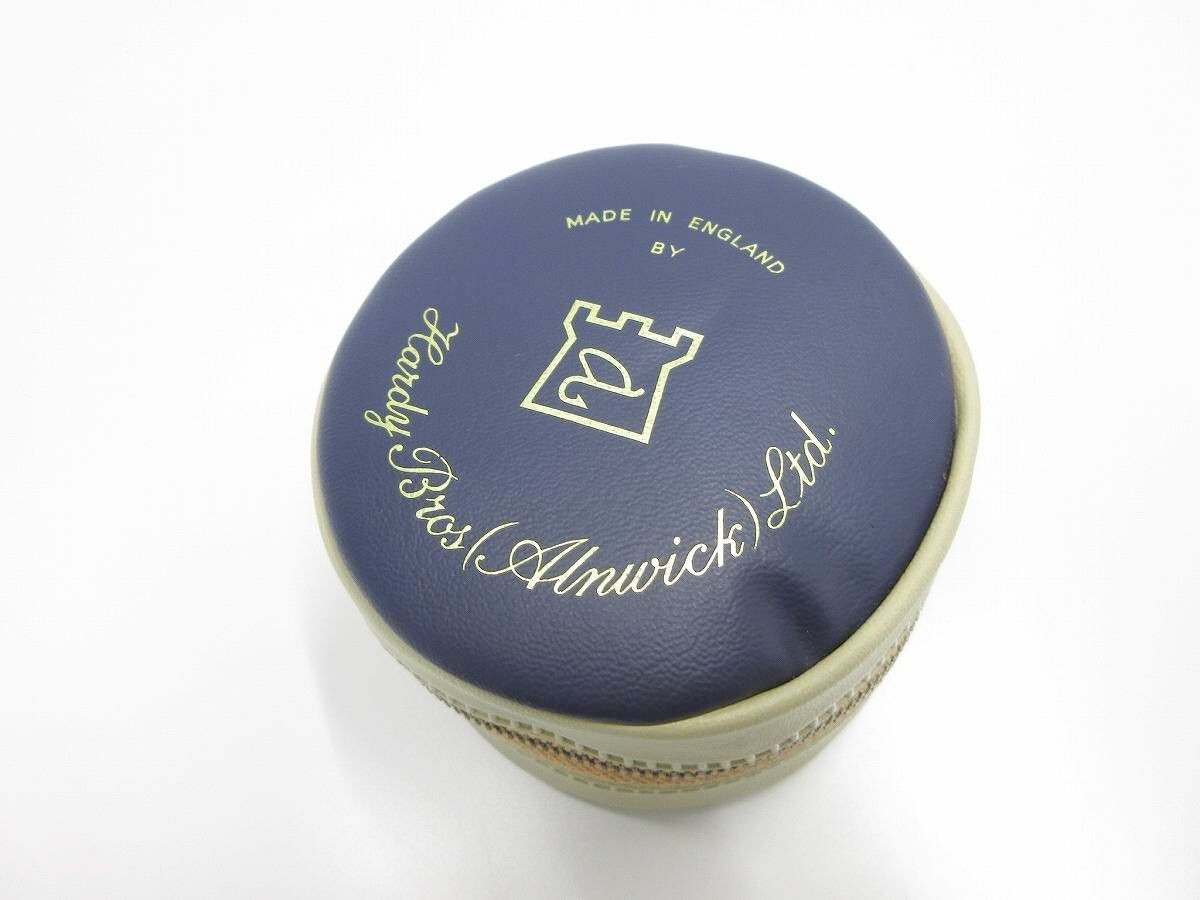 MADE IN ENGLAND
BY
a
Hardy Bros (Alnwick) Ltd.